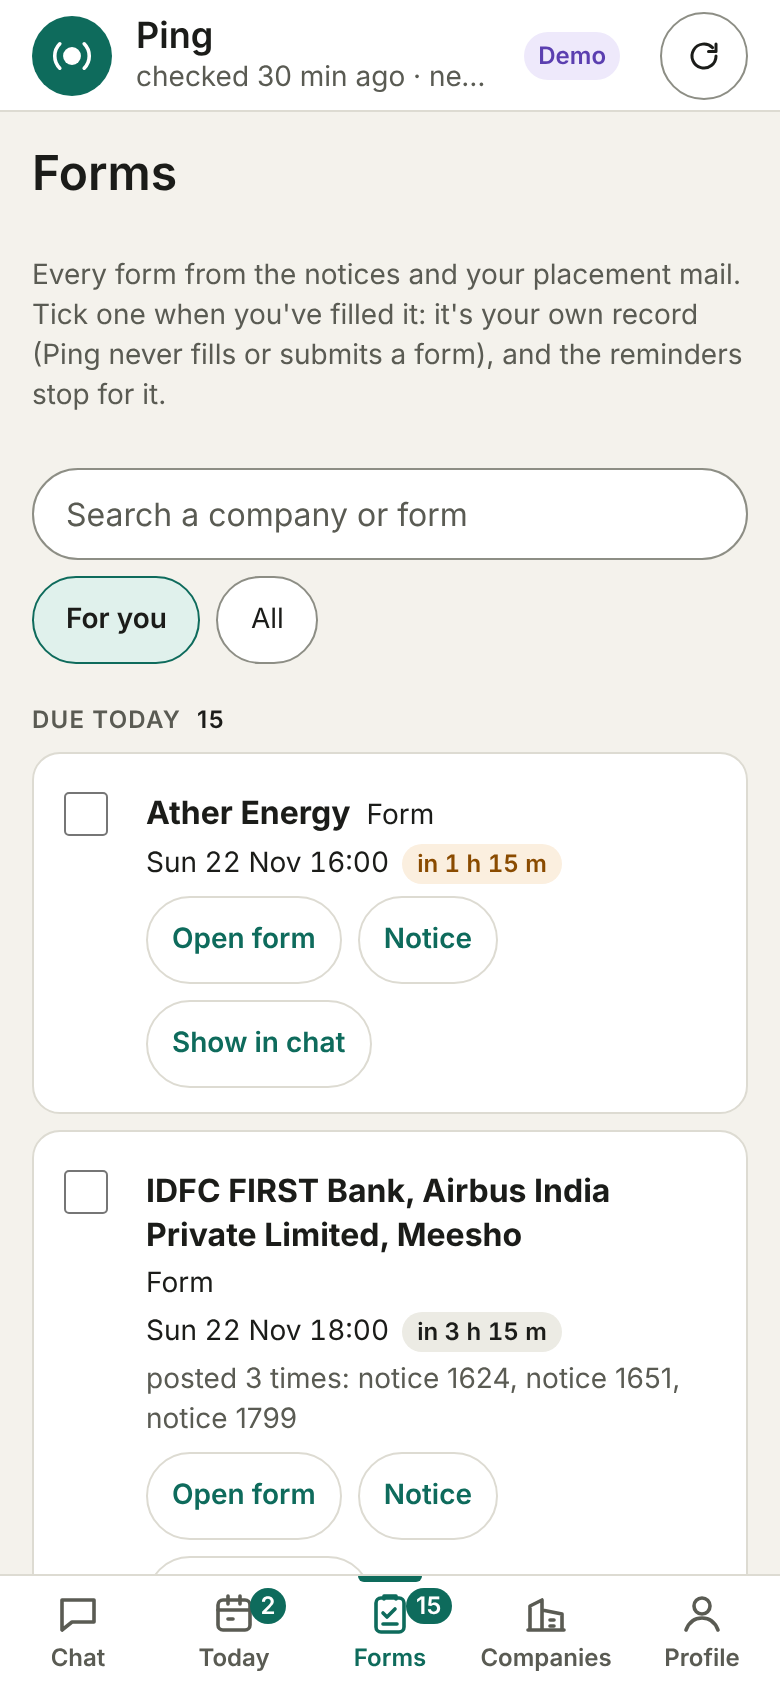 Ping
checked 30 min ago · ne...
Demo
Forms
Every form from the notices and your placement mail.
Tick one when you've filled it: it's your own record
(Ping never fills or submits a form), and the reminders
stop for it.
Search a company or form
For you
All
DUE TODAY 15
Ather Energy Form
Sun 22 Nov 16:00 in 1 h 15 m
Open form
Notice
Show in chat
IDFC FIRST Bank, Airbus India
Private Limited, Meesho
Form
Sun 22 Nov 18:00 in 3 h 15 m
posted 3 times: notice 1624, notice 1651,
notice 1799
Open form
Notice
2
15
Chat
Today
Forms
Companies
Profile